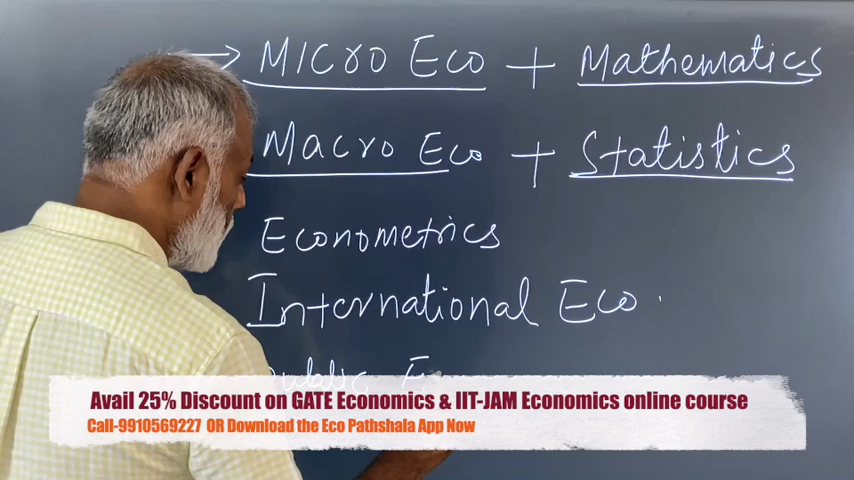 → MICRO Eco + Mathematics
Macro Eco + Statistics
Econometrics
International Eco.
Public
Avail 25% Discount on GATE Economics & IIT-JAM Economics online course
Call-9910569227 OR Download the Eco Pathshala App Now